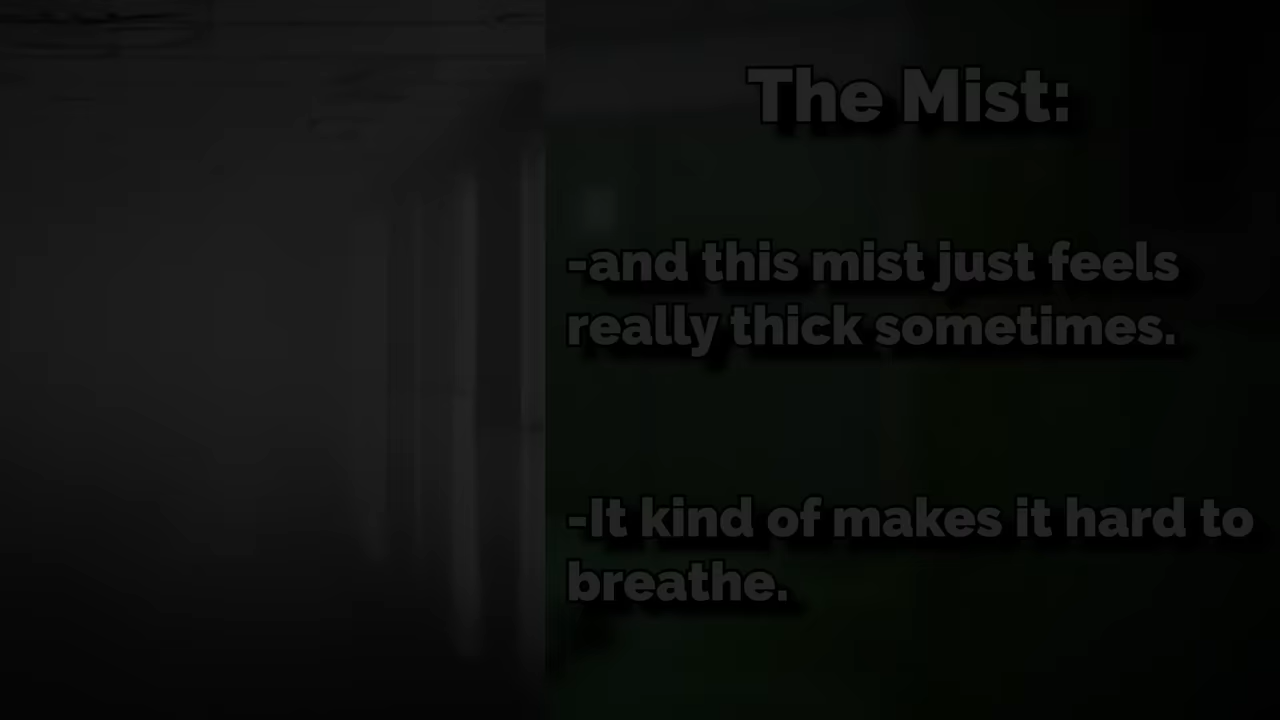 The Mist:
-and this mist just feels
really thick sometimes.
-It kind of makes it hard to
breathe.